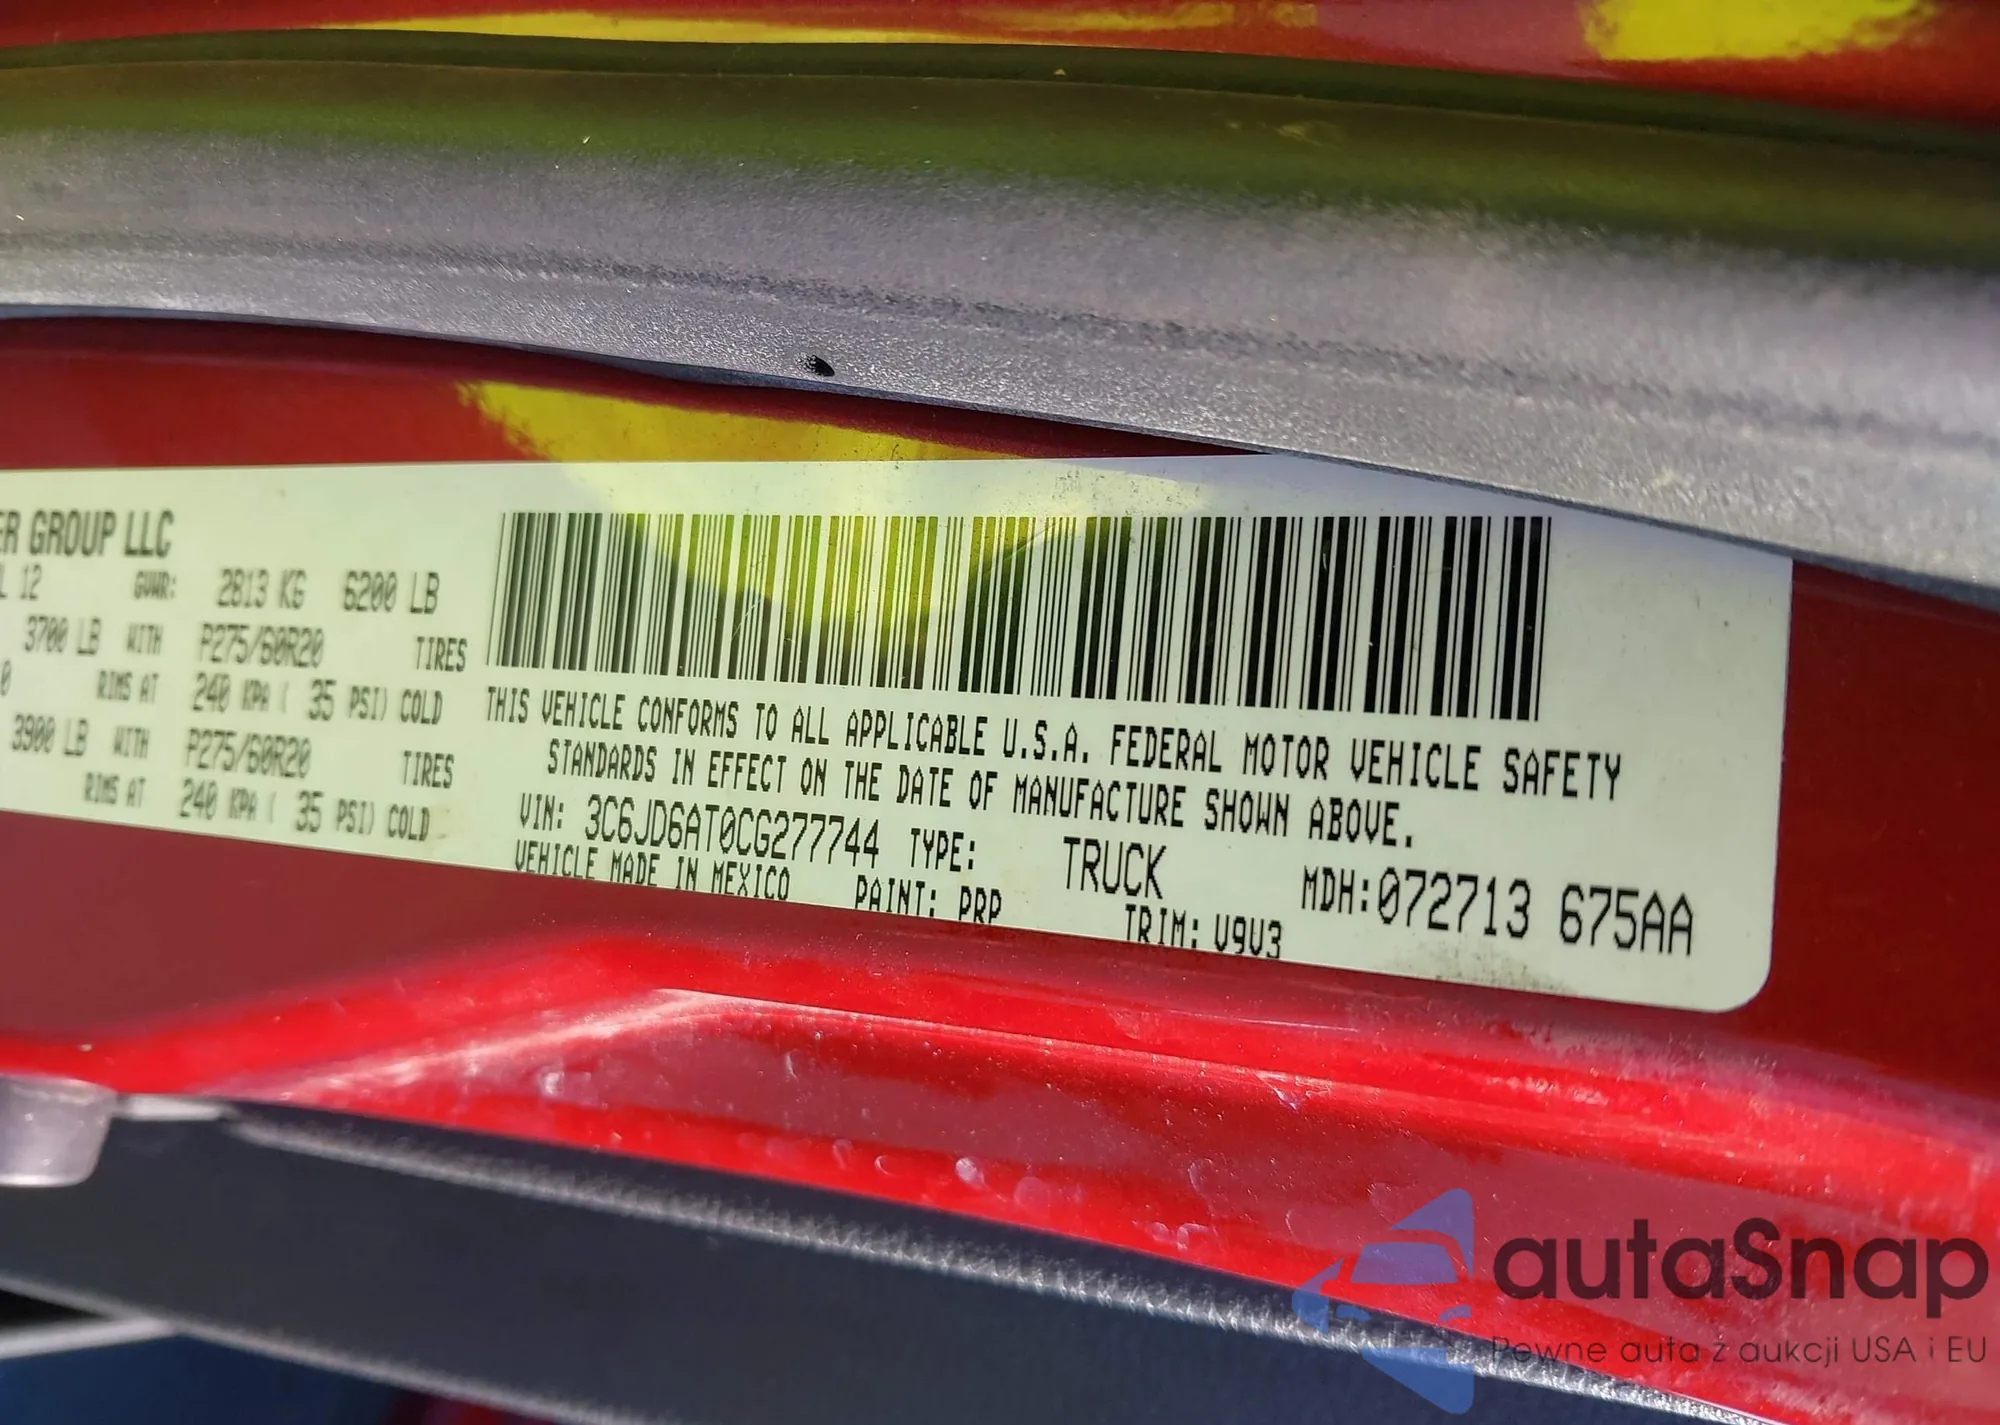 ER GROUP LLC
L 12 GVWR: 2813 KG 6200 LB
3700 LB WITH P275/60R20 TIRES
0 RIMS AT 240 KPA ( 35 PSI) COLD
3900 LB WITH P275/60R20 TIRES
RIMS AT 240 KPA ( 35 PSI) COLD
THIS VEHICLE CONFORMS TO ALL APPLICABLE U.S.A. FEDERAL MOTOR VEHICLE SAFETY
STANDARDS IN EFFECT ON THE DATE OF MANUFACTURE SHOWN ABOVE.
VIN: 3C6JD6AT0CG277744 TYPE: TRUCK MDH:072713 675AA
VEHICLE MADE IN MEXICO PAINT: PRP TRIM: V9V3
autaSnap
Pewne auta z aukcji USA i EU